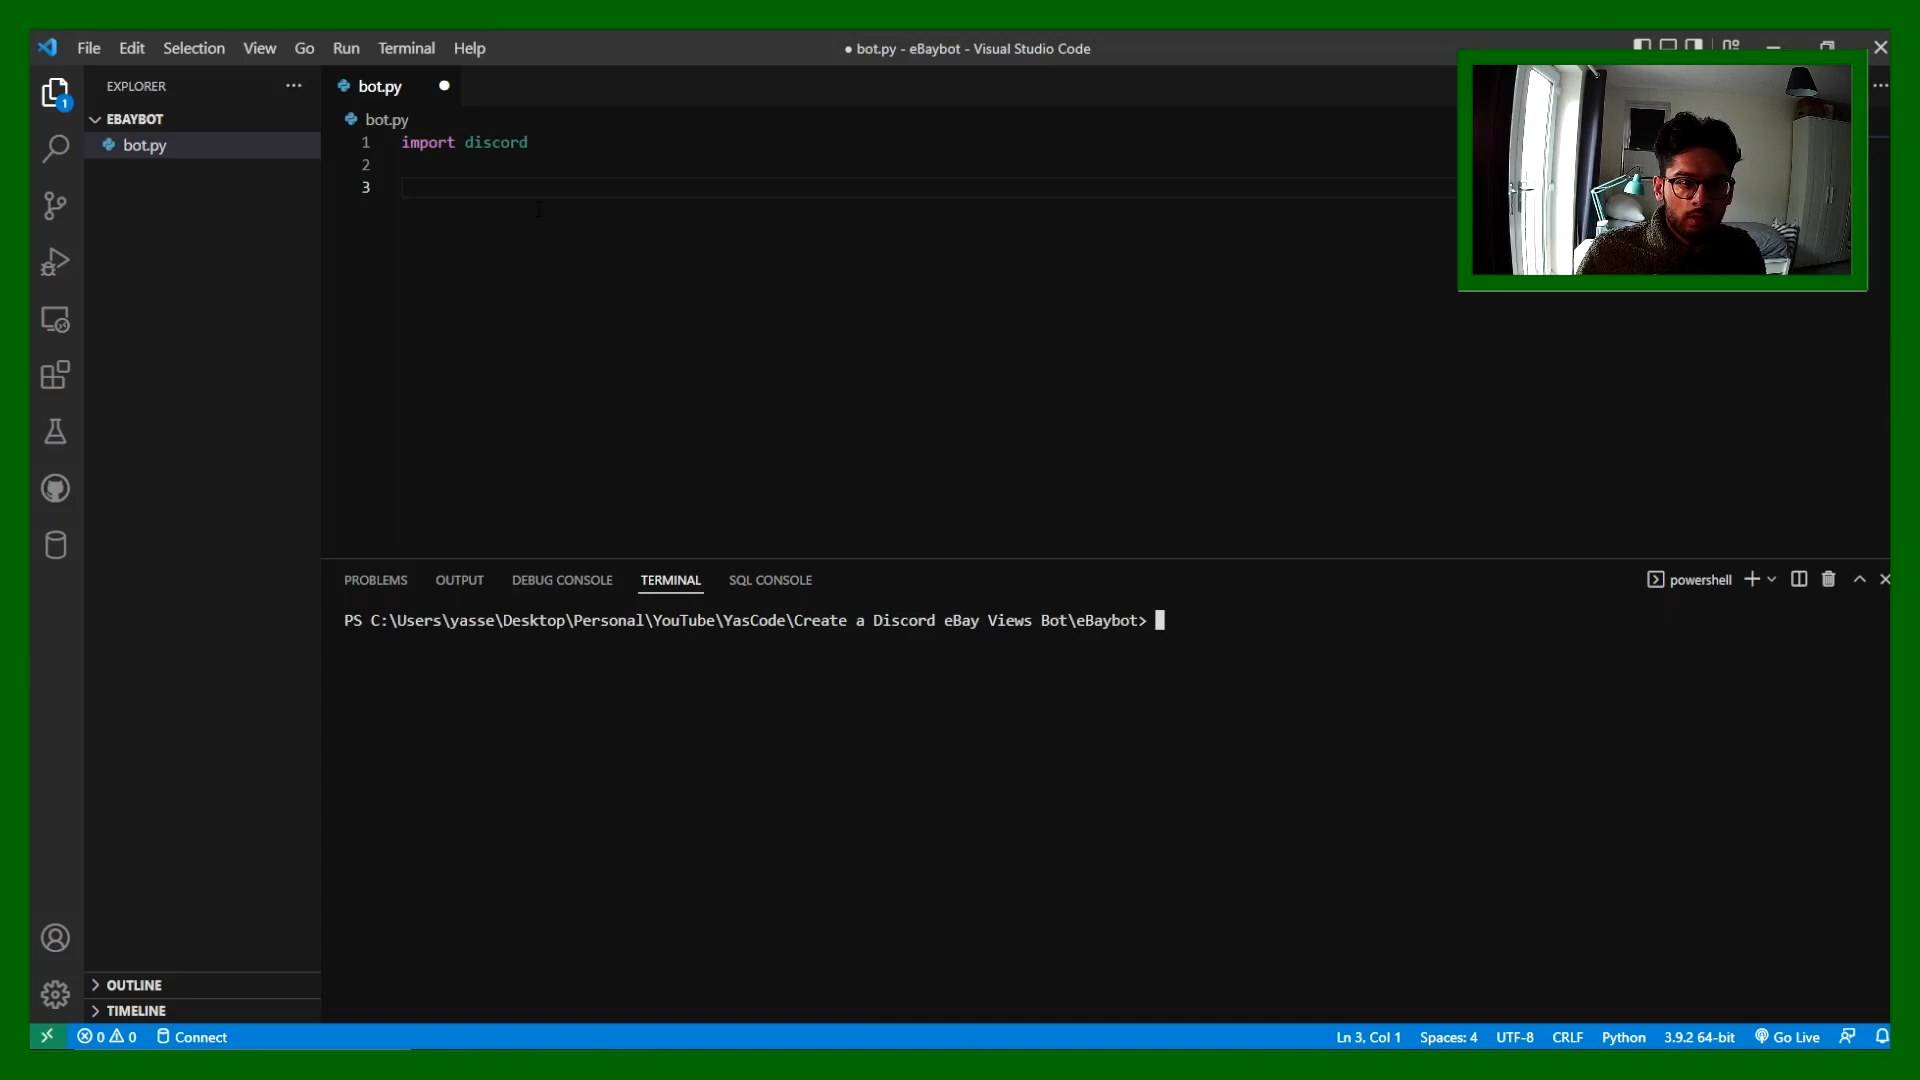 File Edit Selection View Go Run Terminal Help
● bot.py - eBaybot - Visual Studio Code
EXPLORER
bot.py
1
EBAYBOT
bot.py
bot.py
1 import discord
2
3
PROBLEMS OUTPUT DEBUG CONSOLE TERMINAL SQL CONSOLE
powershell
PS C:\Users\yasse\Desktop\Personal\YouTube\YasCode\Create a Discord eBay Views Bot\eBaybot>
OUTLINE
TIMELINE
0 0 Connect
Ln 3, Col 1 Spaces: 4 UTF-8 CRLF Python 3.9.2 64-bit Go Live